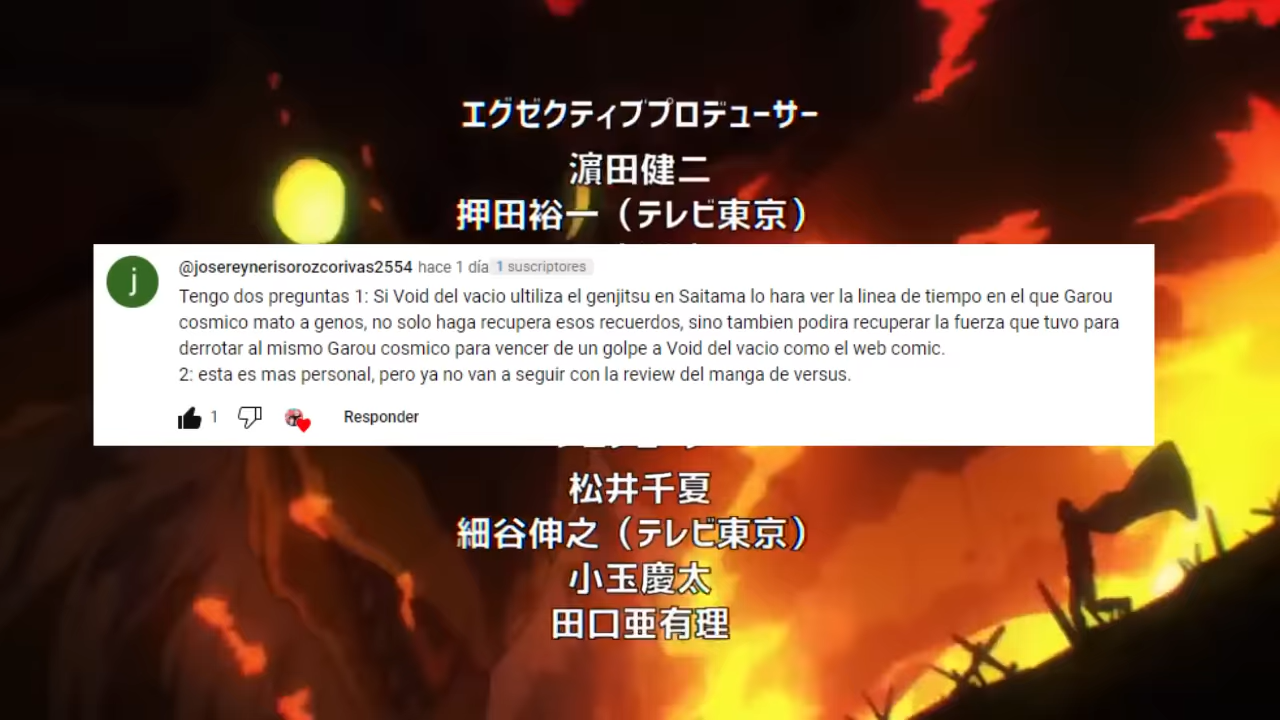 エグゼクティブプロデューサー
濵田健二
押田裕一（テレビ東京）
j
@josereynerisorozcorivas2554 hace 1 día 1 suscriptores
Tengo dos preguntas 1: Si Void del vacio ultiliza el genjitsu en Saitama lo hara ver la linea de tiempo en el que Garou
cosmico mato a genos, no solo haga recupera esos recuerdos, sino tambien podira recuperar la fuerza que tuvo para
derrotar al mismo Garou cosmico para vencer de un golpe a Void del vacio como el web comic.
2: esta es mas personal, pero ya no van a seguir con la review del manga de versus.
1 Responder
松井千夏
細谷伸之（テレビ東京）
小玉慶太
田口亜有理